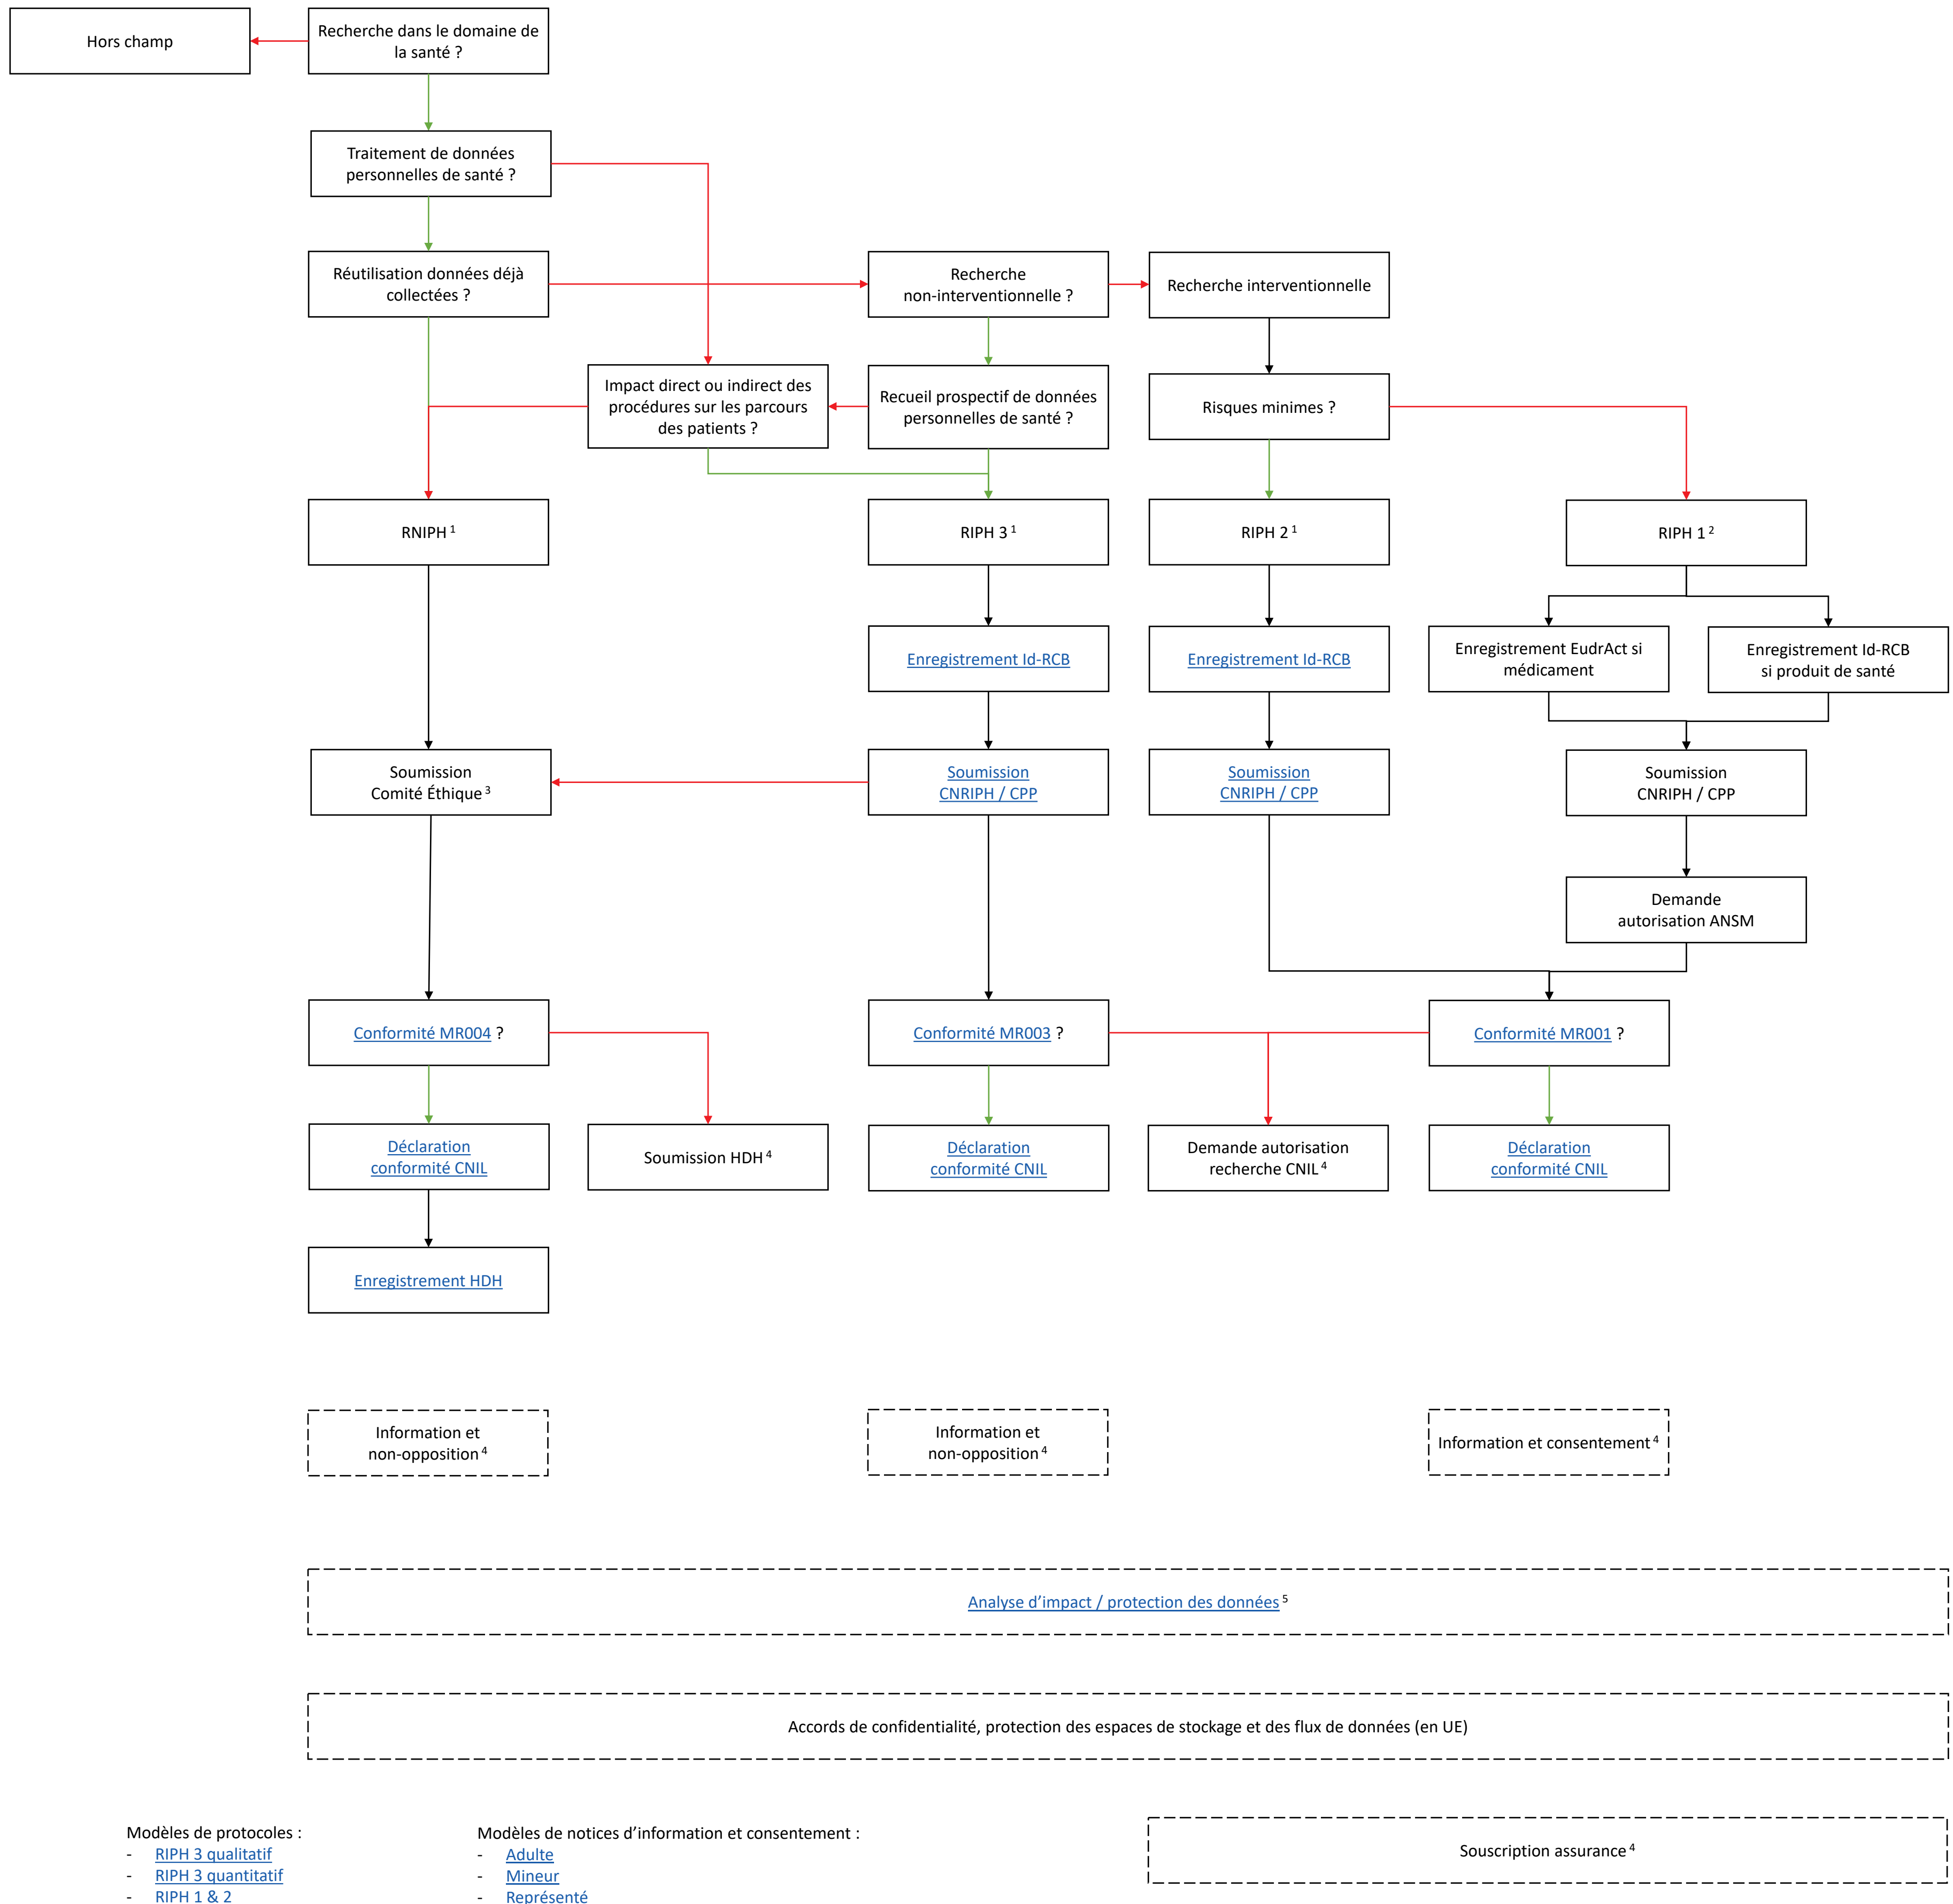 Hors champ
Recherche dans le domaine de
la santé ?
Traitement de données
personnelles de santé ?
Réutilisation données déjà
collectées ?
Recherche
non-interventionnelle ?
Recherche interventionnelle
Impact direct ou indirect des
procédures sur les parcours
des patients ?
Recueil prospectif de données
personnelles de santé ?
Risques minimes ?
RNIPH 1
RIPH 3 1
RIPH 2 1
RIPH 1 2
Enregistrement Id-RCB
Enregistrement Id-RCB
Enregistrement EudrAct si
médicament
Enregistrement Id-RCB
si produit de santé
Soumission
Comité Éthique 3
Soumission
CNRIPH / CPP
Soumission
CNRIPH / CPP
Soumission
CNRIPH / CPP
Demande
autorisation ANSM
Conformité MR004 ?
Conformité MR003 ?
Conformité MR001 ?
Déclaration
conformité CNIL
Soumission HDH 4
Déclaration
conformité CNIL
Demande autorisation
recherche CNIL 4
Déclaration
conformité CNIL
Enregistrement HDH
Information et
non-opposition 4
Information et
non-opposition 4
Information et consentement 4
Analyse d’impact / protection des données 5
Accords de confidentialité, protection des espaces de stockage et des flux de données (en UE)
Modèles de protocoles :
- RIPH 3 qualitatif
- RIPH 3 quantitatif
- RIPH 1 & 2
Modèles de notices d’information et consentement :
- Adulte
- Mineur
- Représenté
Souscription assurance 4